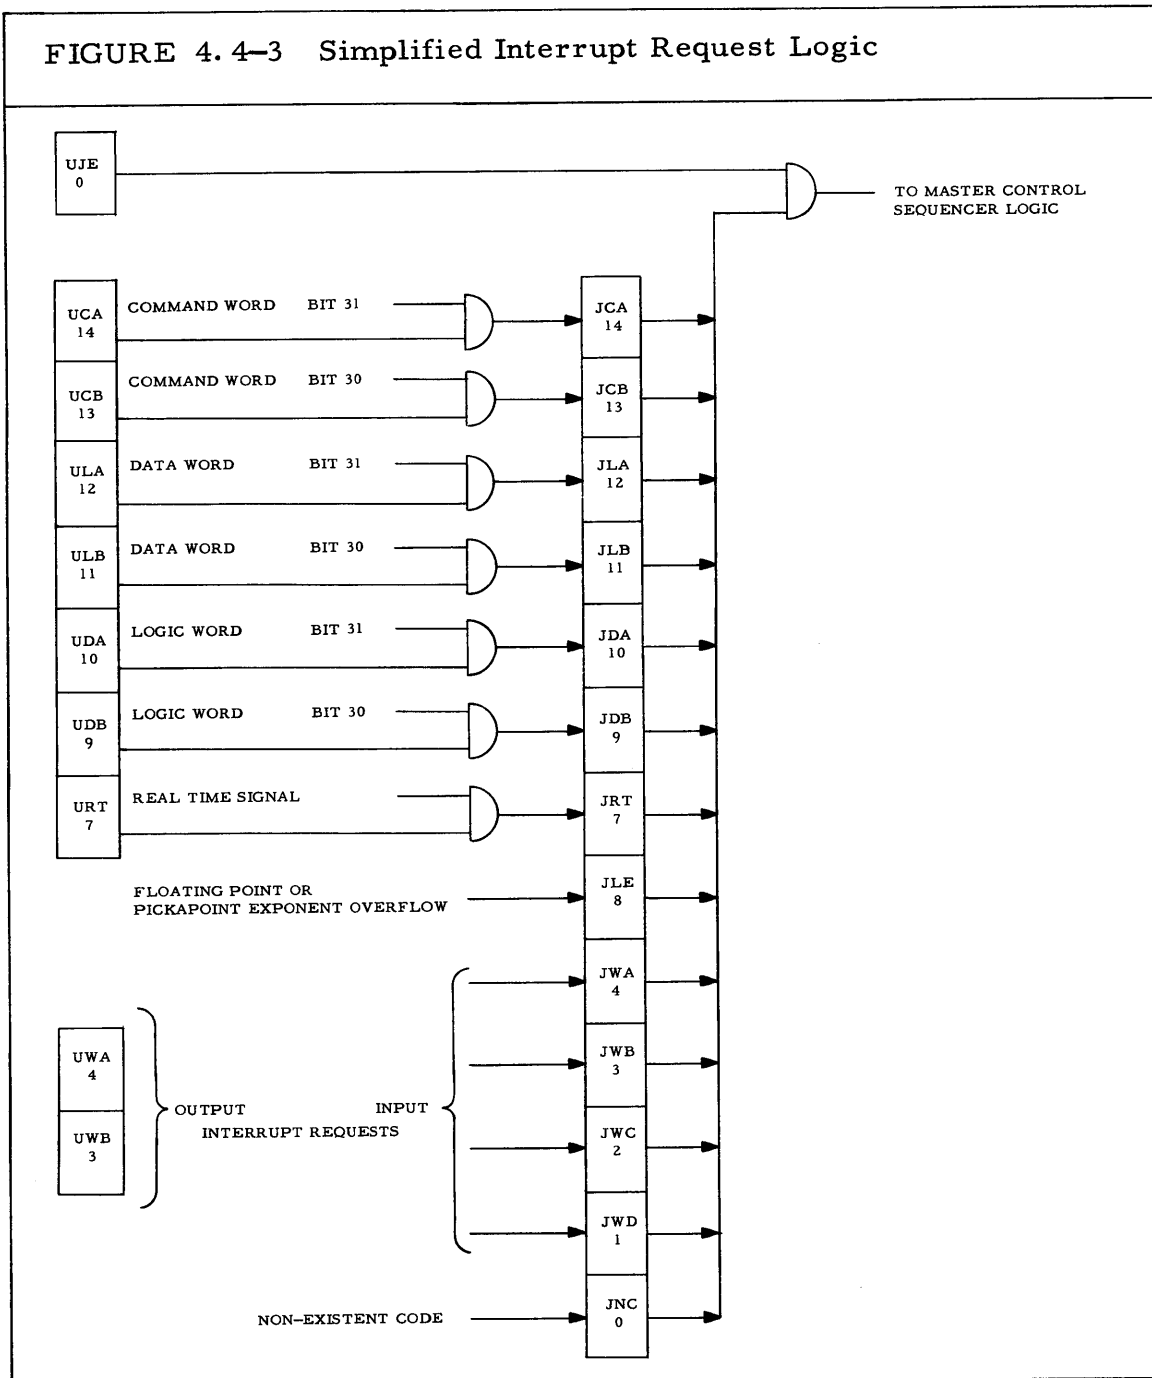 FIGURE 4.4-3 Simplified Interrupt Request Logic
UJE
0
TO MASTER CONTROL
SEQUENCER LOGIC
UCA
14
COMMAND WORD BIT 31
JCA
14
UCB
13
COMMAND WORD BIT 30
JCB
13
ULA
12
DATA WORD BIT 31
JLA
12
ULB
11
DATA WORD BIT 30
JLB
11
UDA
10
LOGIC WORD BIT 31
JDA
10
UDB
9
LOGIC WORD BIT 30
JDB
9
URT
7
REAL TIME SIGNAL
JRT
7
FLOATING POINT OR
PICKAPOINT EXPONENT OVERFLOW
JLE
8
JWA
4
UWA
4
JWB
3
OUTPUT INPUT
INTERRUPT REQUESTS
UWB
3
JWC
2
JWD
1
NON-EXISTENT CODE
JNC
0